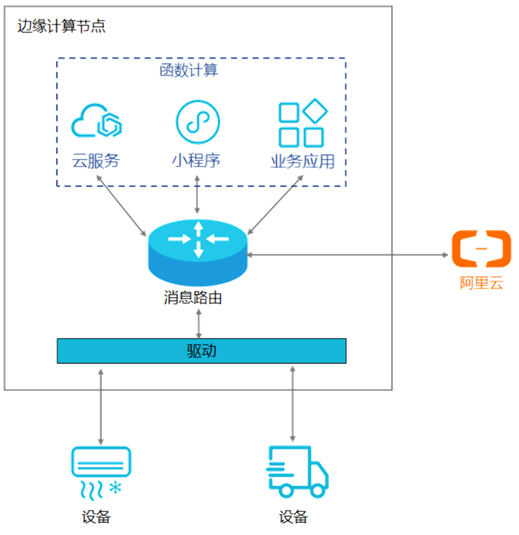 边缘计算节点
函数计算
云服务
小程序
业务应用
消息路由
阿里云
驱动
设备
设备